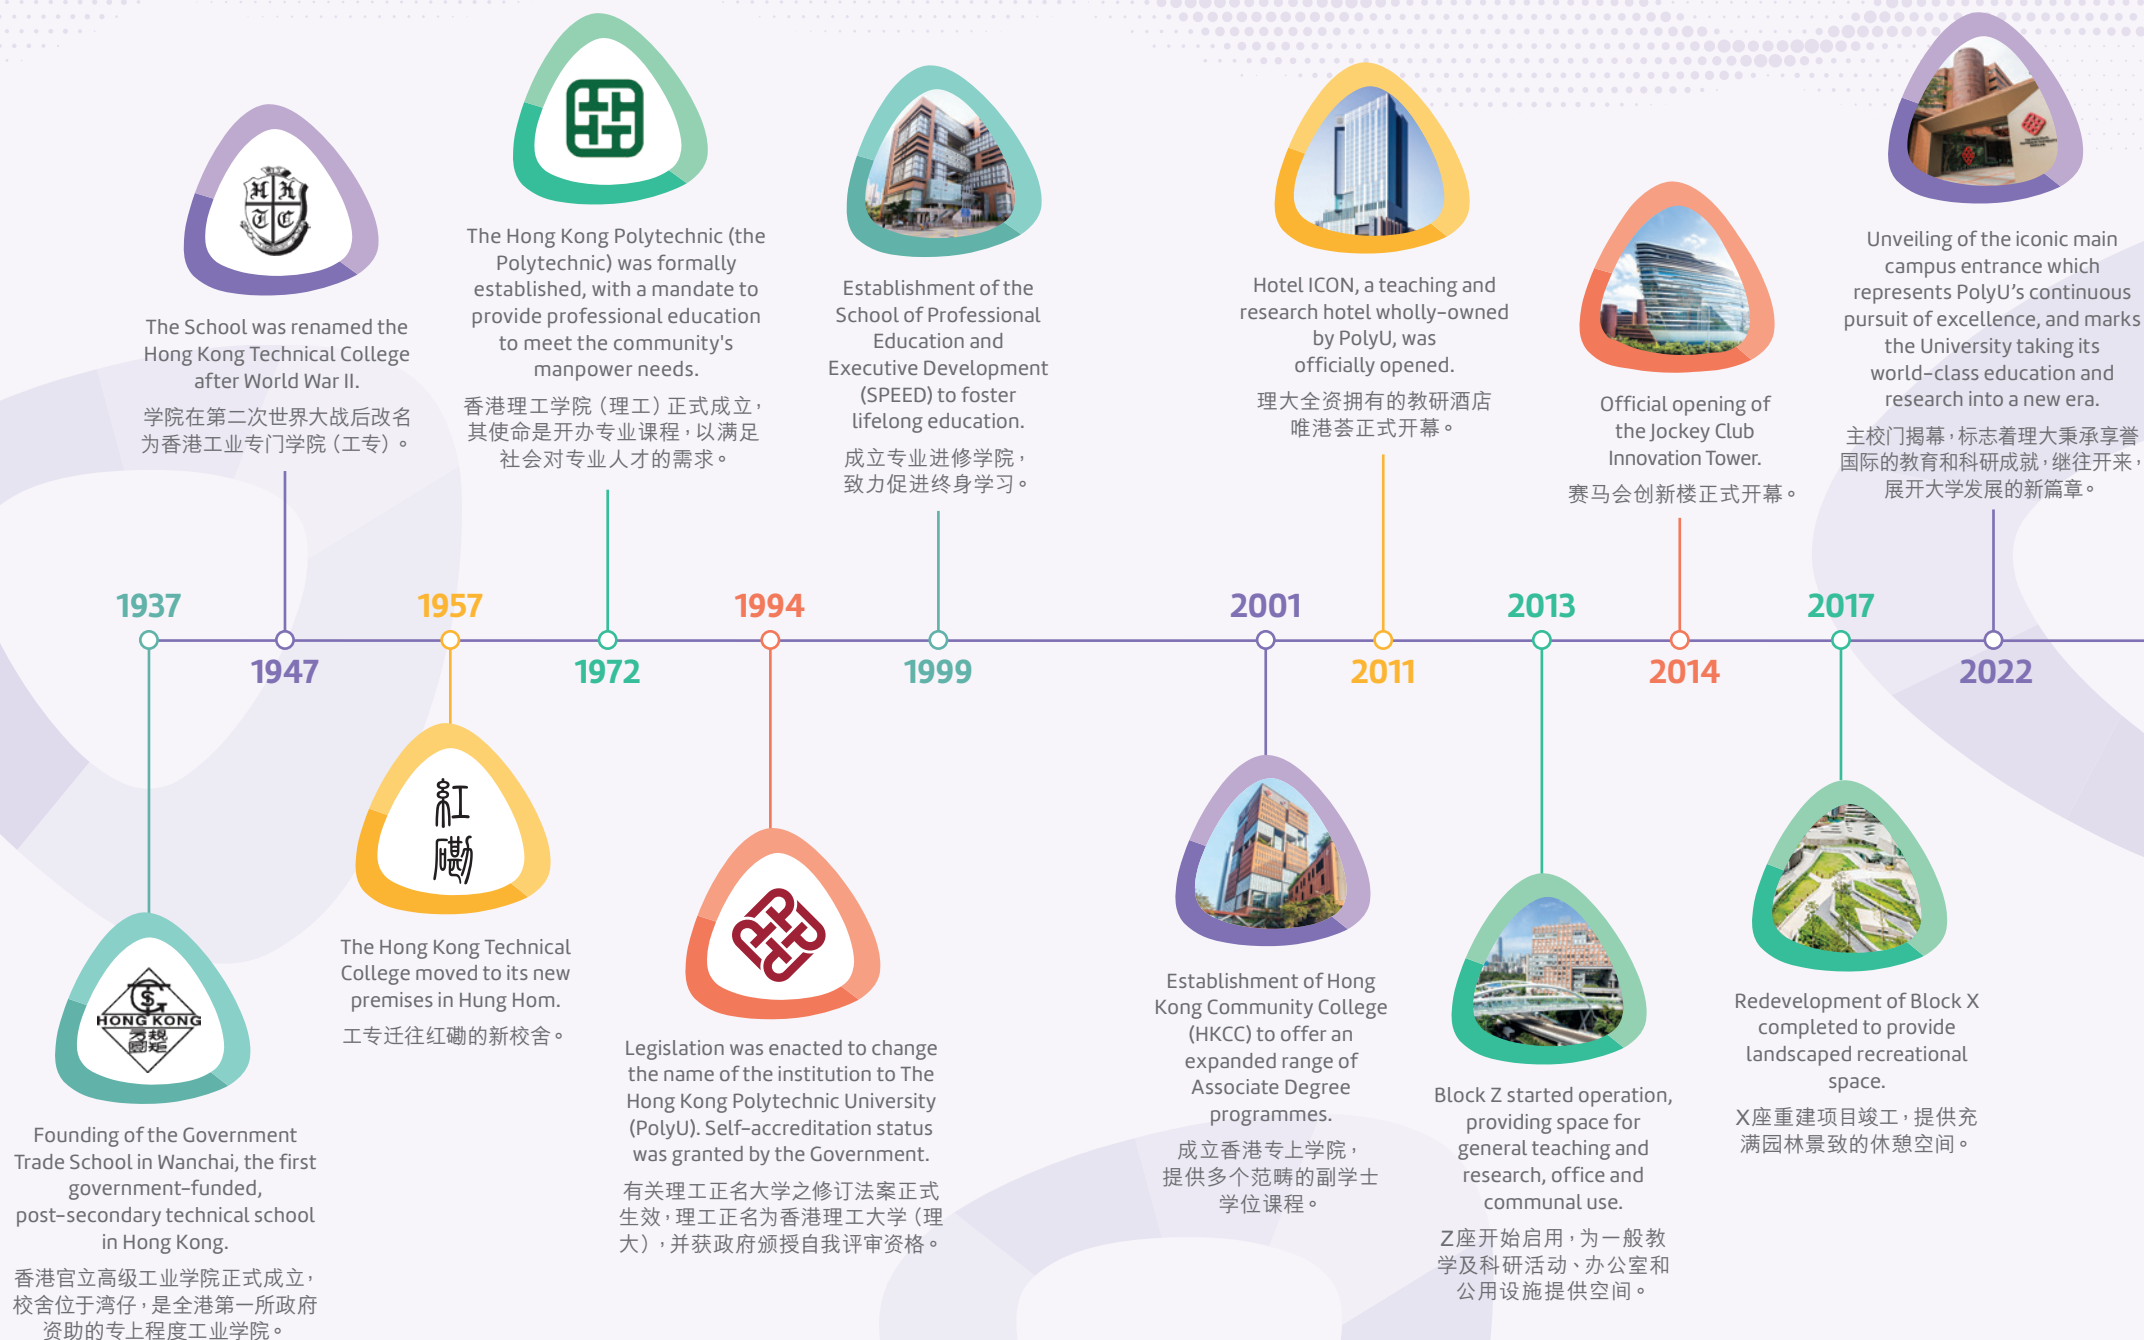 HKTC
The School was renamed the
Hong Kong Technical College
after World War II.
学院在第二次世界大战后改名
为香港工业专门学院（工专）。
The Hong Kong Polytechnic (the
Polytechnic) was formally
established, with a mandate to
provide professional education
to meet the community's
manpower needs.
香港理工学院（理工）正式成立，
其使命是开办专业课程，以满足
社会对专业人才的需求。
Establishment of the
School of Professional
Education and
Executive Development
(SPEED) to foster
lifelong education.
成立专业进修学院，
致力促进终身学习。
Hotel ICON, a teaching and
research hotel wholly-owned
by PolyU, was
officially opened.
理大全资拥有的教研酒店
唯港荟正式开幕。
Official opening of
the Jockey Club
Innovation Tower.
赛马会创新楼正式开幕。
Unveiling of the iconic main
campus entrance which
represents PolyU’s continuous
pursuit of excellence, and marks
the University taking its
world-class education and
research into a new era.
主校门揭幕，标志着理大秉承享誉
国际的教育和科研成就，继往开来，
展开大学发展的新篇章。
1937
1947
1957
1972
1994
1999
2001
2011
2013
2014
2017
2022
HONG KONG
Founding of the Government
Trade School in Wanchai, the first
government-funded,
post-secondary technical school
in Hong Kong.
香港官立高级工业学院正式成立，
校舍位于湾仔，是全港第一所政府
资助的专上程度工业学院。
紅
磡
The Hong Kong Technical
College moved to its new
premises in Hung Hom.
工专迁往红磡的新校舍。
Legislation was enacted to change
the name of the institution to The
Hong Kong Polytechnic University
(PolyU). Self-accreditation status
was granted by the Government.
有关理工正名大学之修订法案正式
生效，理工正名为香港理工大学（理
大），并获政府颁授自我评审资格。
Establishment of Hong
Kong Community College
(HKCC) to offer an
expanded range of
Associate Degree
programmes.
成立香港专上学院，
提供多个范畴的副学士
学位课程。
Block Z started operation,
providing space for
general teaching and
research, office and
communal use.
Z座开始启用，为一般教
学及科研活动、办公室和
公用设施提供空间。
Redevelopment of Block X
completed to provide
landscaped recreational
space.
X座重建项目竣工，提供充
满园林景致的休憩空间。